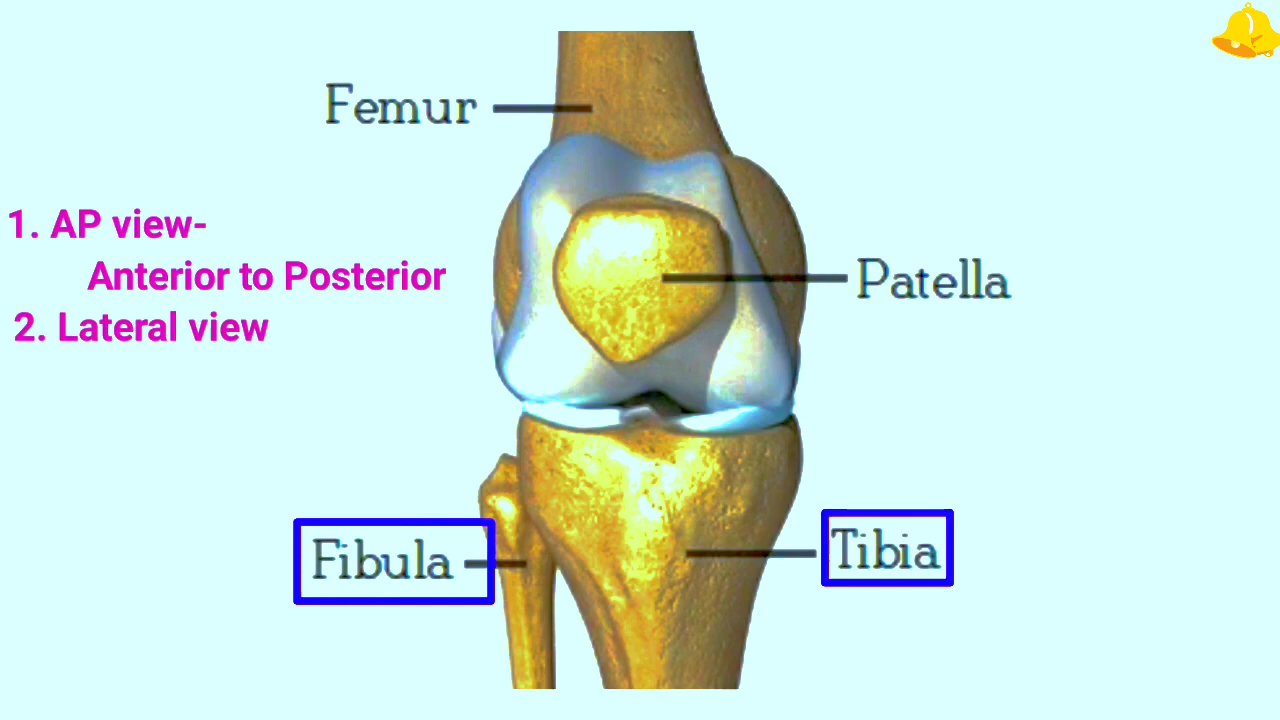 Femur
1. AP view-
Anterior to Posterior
2. Lateral view
Patella
Fibula
Tibia